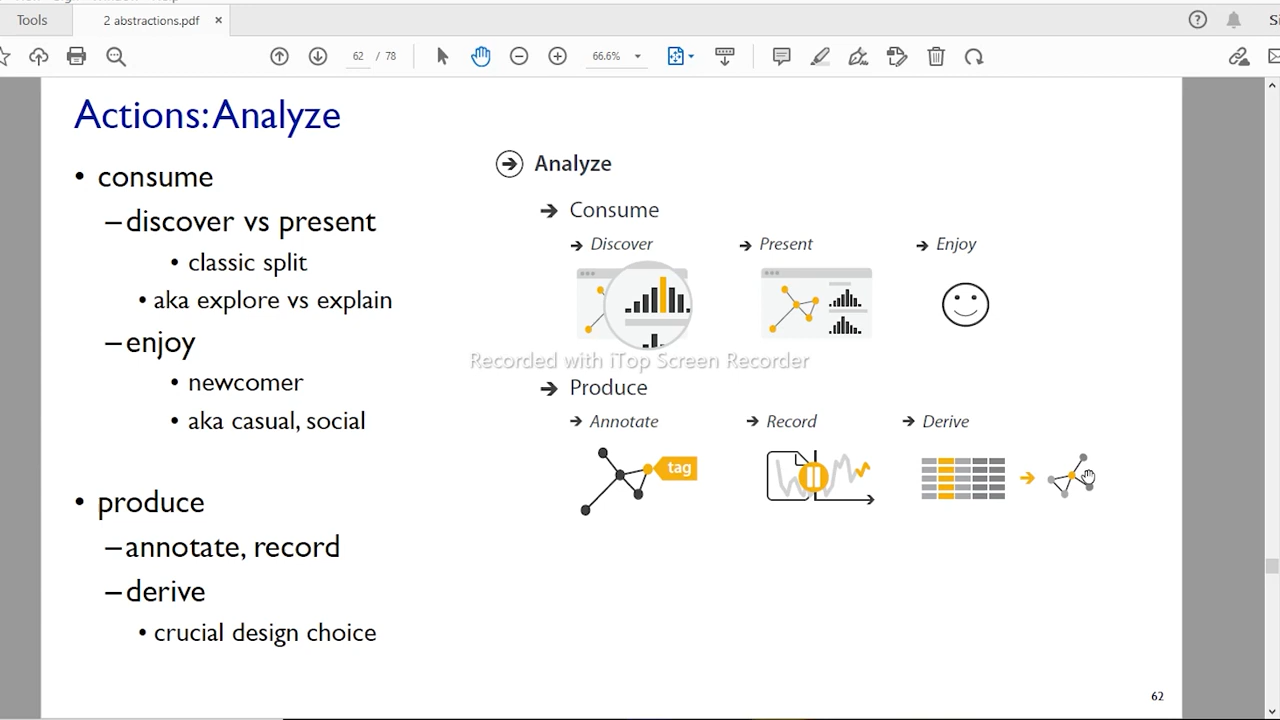 Tools
2 abstractions.pdf ×
62 / 78
66.6%
Actions: Analyze
• consume
–discover vs present
• classic split
• aka explore vs explain
–enjoy
• newcomer
• aka casual, social
• produce
–annotate, record
–derive
• crucial design choice
Analyze
Consume
Discover
Present
Enjoy
Recorded with iTop Screen Recorder
Produce
Annotate
Record
Derive
tag
62